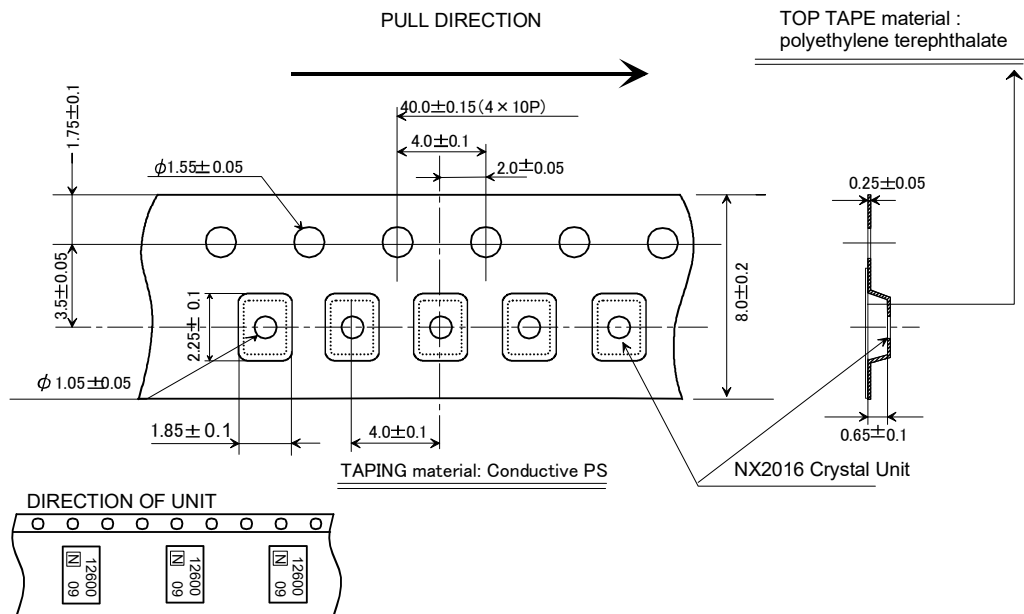 PULL DIRECTION
TOP TAPE material :
polyethylene terephthalate
1.75±0.1
40.0±0.15(4×10P)
4.0±0.1
2.0±0.05
φ1.55±0.05
0.25±0.05
3.5±0.05
2.25±0.1
8.0±0.2
φ1.05±0.05
1.85±0.1
4.0±0.1
0.65±0.1
TAPING material: Conductive PS
NX2016 Crystal Unit
DIRECTION OF UNIT
12600
N 09
12600
N 09
12600
N 09